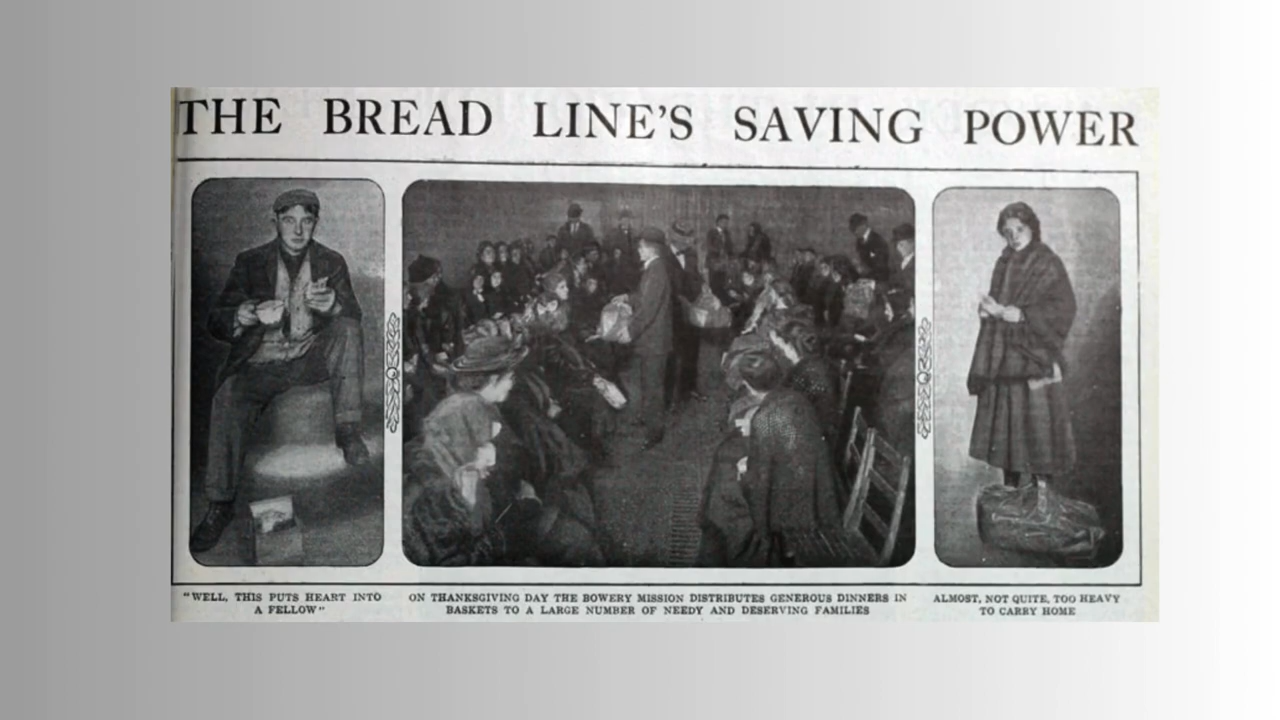 THE BREAD LINE'S SAVING POWER
"WELL, THIS PUTS HEART INTO
A FELLOW"
ON THANKSGIVING DAY THE BOWERY MISSION DISTRIBUTES GENEROUS DINNERS IN
BASKETS TO A LARGE NUMBER OF NEEDY AND DESERVING FAMILIES
ALMOST, NOT QUITE, TOO HEAVY
TO CARRY HOME